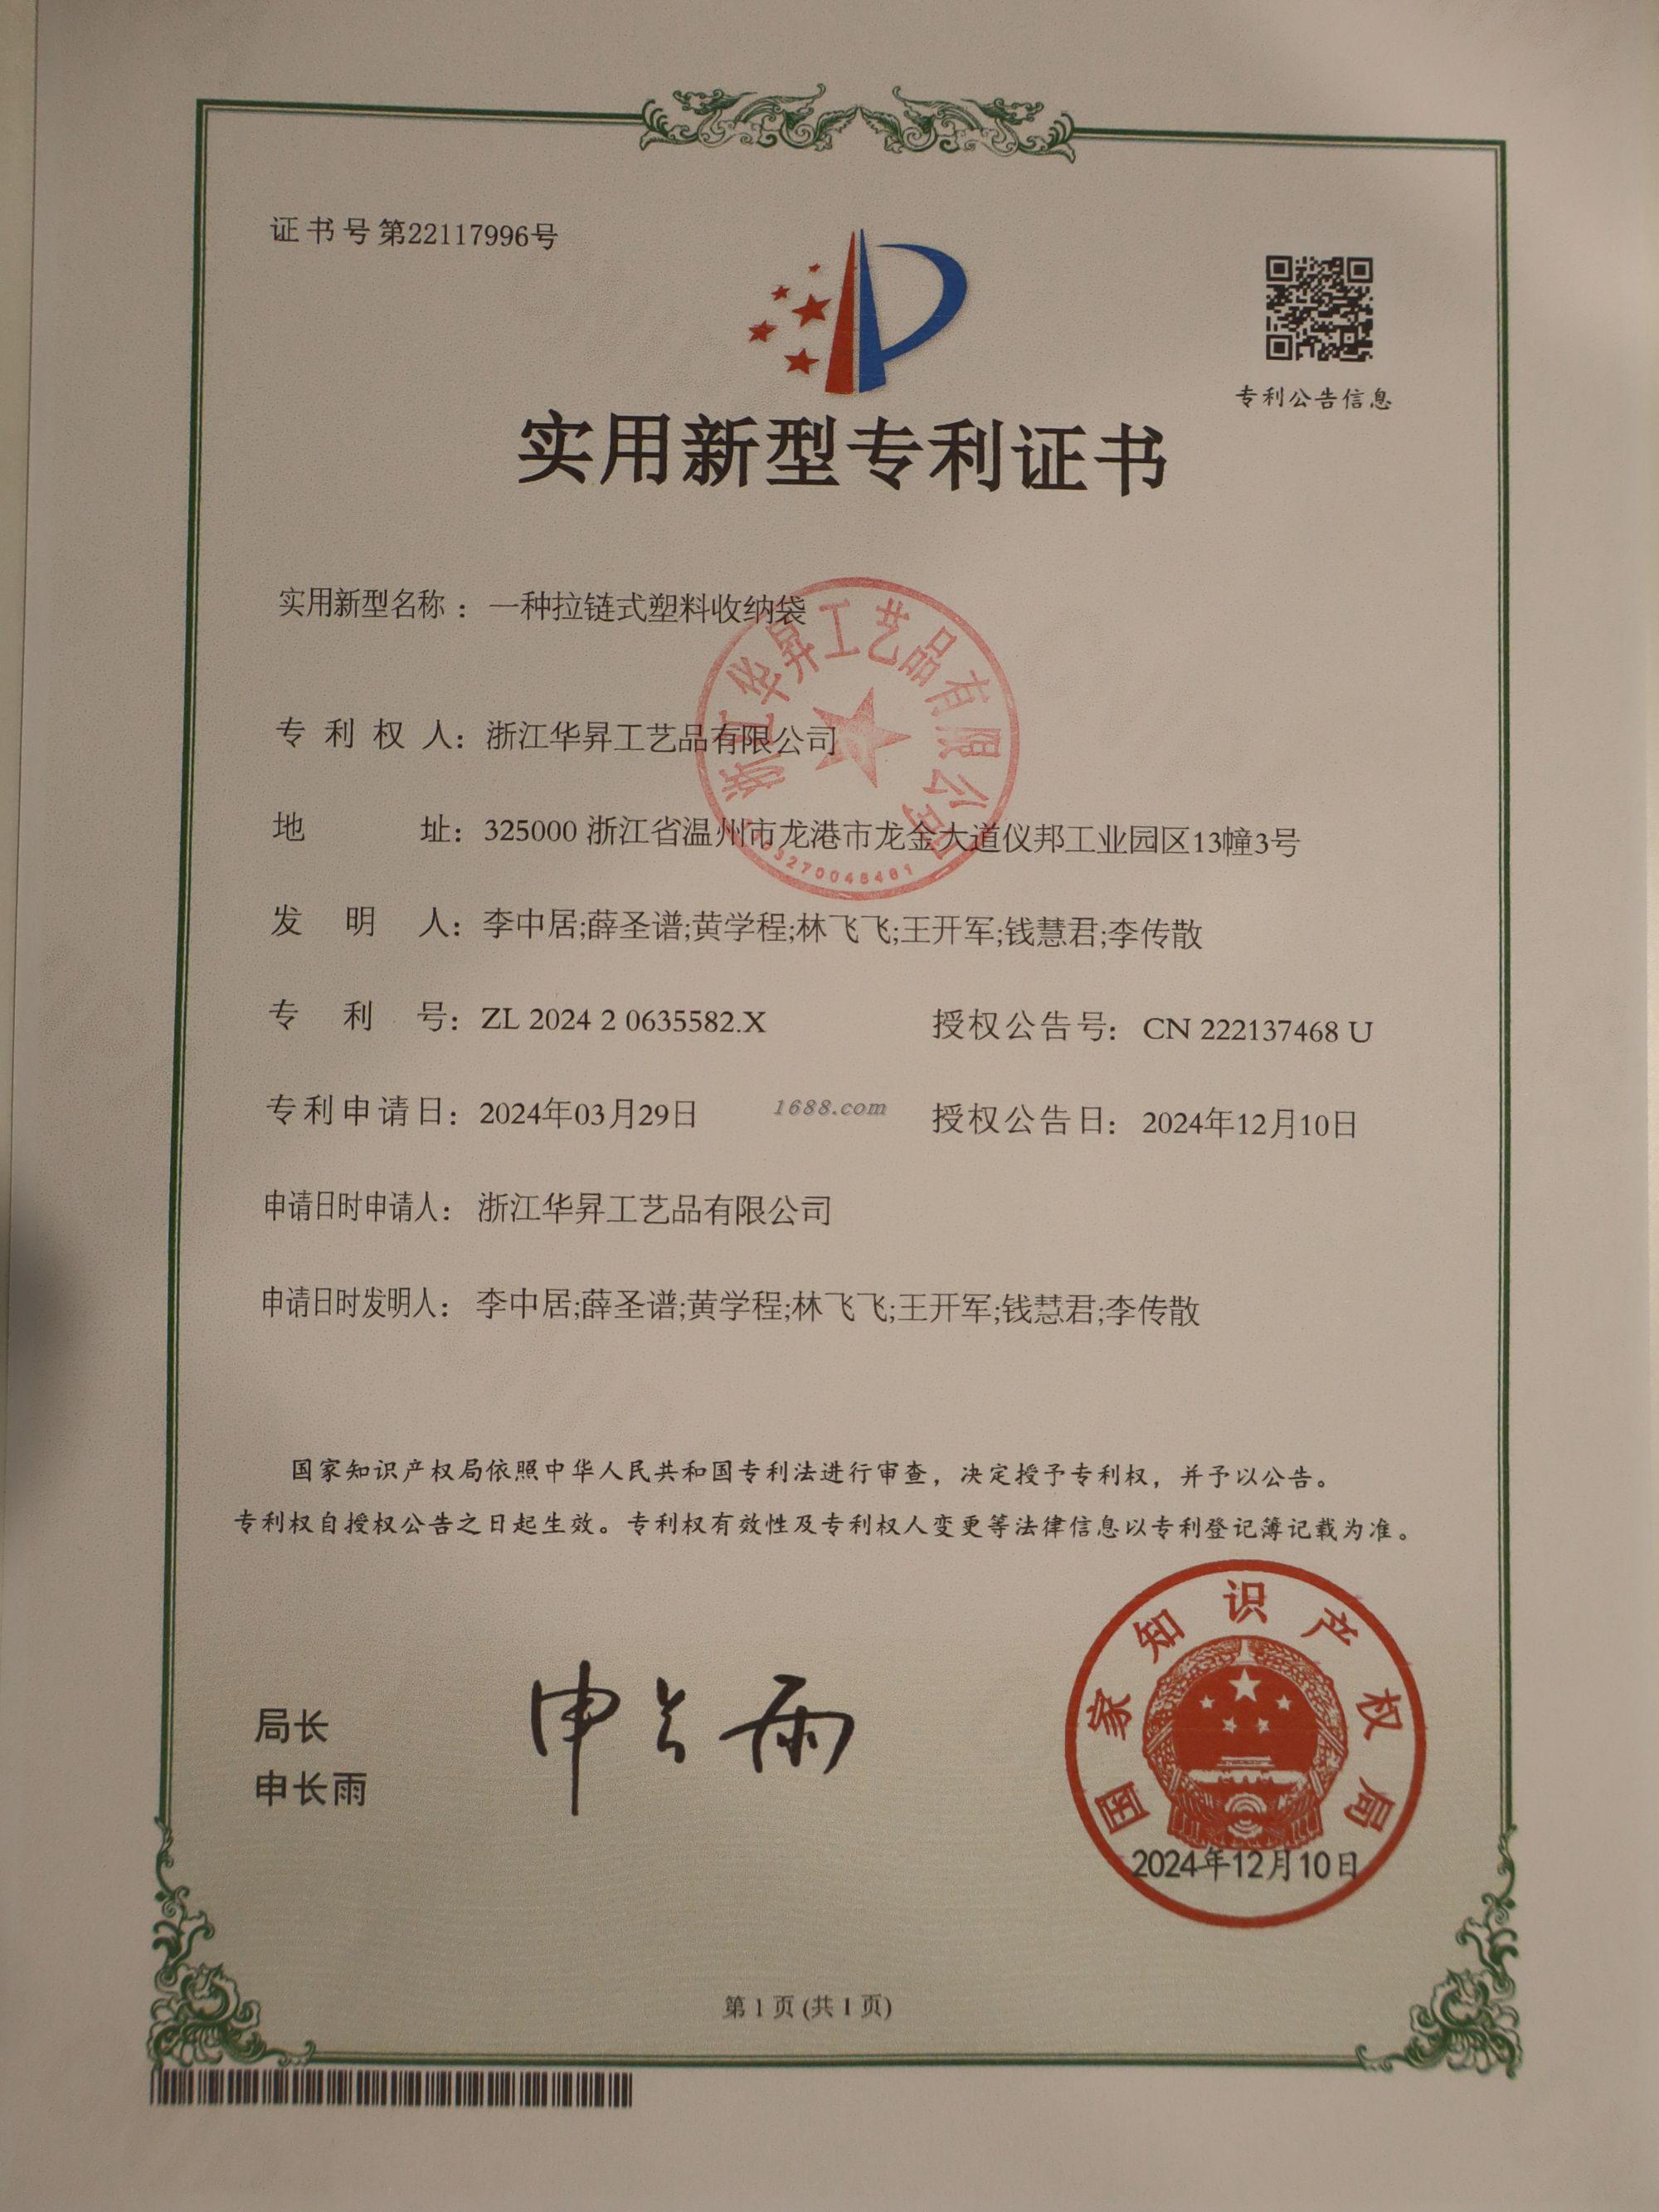 证书号第22117996号
专利公告信息
实用新型专利证书
实用新型名称：一种拉链式塑料收纳袋
专利权人：浙江华昇工艺品有限公司
浙江华昇工艺品有限公司
地址：325000 浙江省温州市龙港市龙金大道仪邦工业园区13幢3号
发明人：李中居;薛圣谱;黄学程;林飞飞;王开军;钱慧君;李传散
专利号：ZL 2024 2 0635582.X 授权公告号：CN 222137468 U
专利申请日：2024年03月29日 授权公告日：2024年12月10日
1688.com
申请日时申请人：浙江华昇工艺品有限公司
申请日时发明人：李中居;薛圣谱;黄学程;林飞飞;王开军;钱慧君;李传散
国家知识产权局依照中华人民共和国专利法进行审查，决定授予专利权，并予以公告。
专利权自授权公告之日起生效。专利权有效性及专利权人变更等法律信息以专利登记簿记载为准。
局长
申长雨
申长雨
国家知识产权局
2024年12月10日
第1页(共1页)